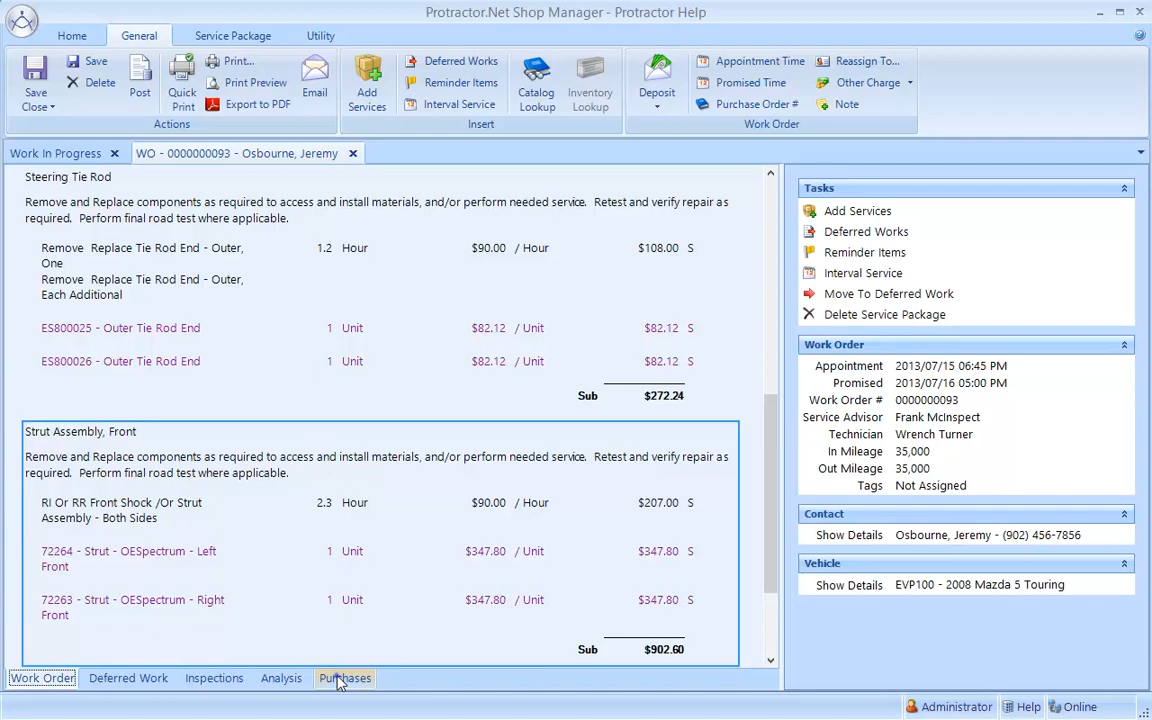 Protractor.Net Shop Manager - Protractor Help
Home General Service Package Utility
Save Close
Save
Delete
Post
Quick Print
Print...
Print Preview
Export to PDF
Email
Actions
Add Services
Deferred Works
Reminder Items
Interval Service
Catalog Lookup
Inventory Lookup
Insert
Deposit
Appointment Time
Promised Time
Purchase Order #
Reassign To...
Other Charge
Note
Work Order
Work In Progress WO - 0000000093 - Osbourne, Jeremy
Steering Tie Rod
Remove and Replace components as required to access and install materials, and/or perform needed service. Retest and verify repair as
required. Perform final road test where applicable.
Remove Replace Tie Rod End - Outer, 1.2 Hour $90.00 / Hour $108.00 S
One
Remove Replace Tie Rod End - Outer,
Each Additional
ES800025 - Outer Tie Rod End 1 Unit $82.12 / Unit $82.12 S
ES800026 - Outer Tie Rod End 1 Unit $82.12 / Unit $82.12 S
Sub $272.24
Strut Assembly, Front
Remove and Replace components as required to access and install materials, and/or perform needed service. Retest and verify repair as
required. Perform final road test where applicable.
RI Or RR Front Shock /Or Strut 2.3 Hour $90.00 / Hour $207.00 S
Assembly - Both Sides
72264 - Strut - OESpectrum - Left 1 Unit $347.80 / Unit $347.80 S
Front
72263 - Strut - OESpectrum - Right 1 Unit $347.80 / Unit $347.80 S
Front
Sub $902.60
Work Order Deferred Work Inspections Analysis Purchases
Tasks
Add Services
Deferred Works
Reminder Items
Interval Service
Move To Deferred Work
Delete Service Package
Work Order
Appointment 2013/07/15 06:45 PM
Promised 2013/07/16 05:00 PM
Work Order # 0000000093
Service Advisor Frank McInspect
Technician Wrench Turner
In Mileage 35,000
Out Mileage 35,000
Tags Not Assigned
Contact
Show Details Osbourne, Jeremy - (902) 456-7856
Vehicle
Show Details EVP100 - 2008 Mazda 5 Touring
Administrator Help Online